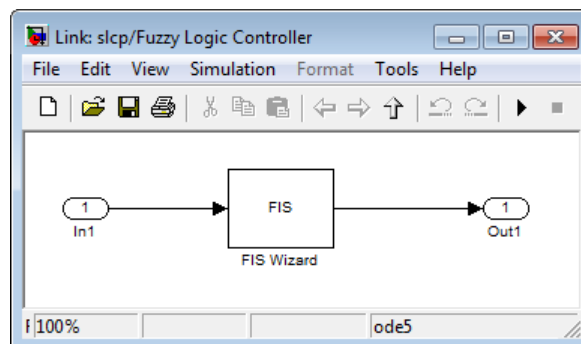 Link: slcp/Fuzzy Logic Controller
File Edit View Simulation Format Tools Help
1
In1
FIS
FIS Wizard
1
Out1
100%
ode5